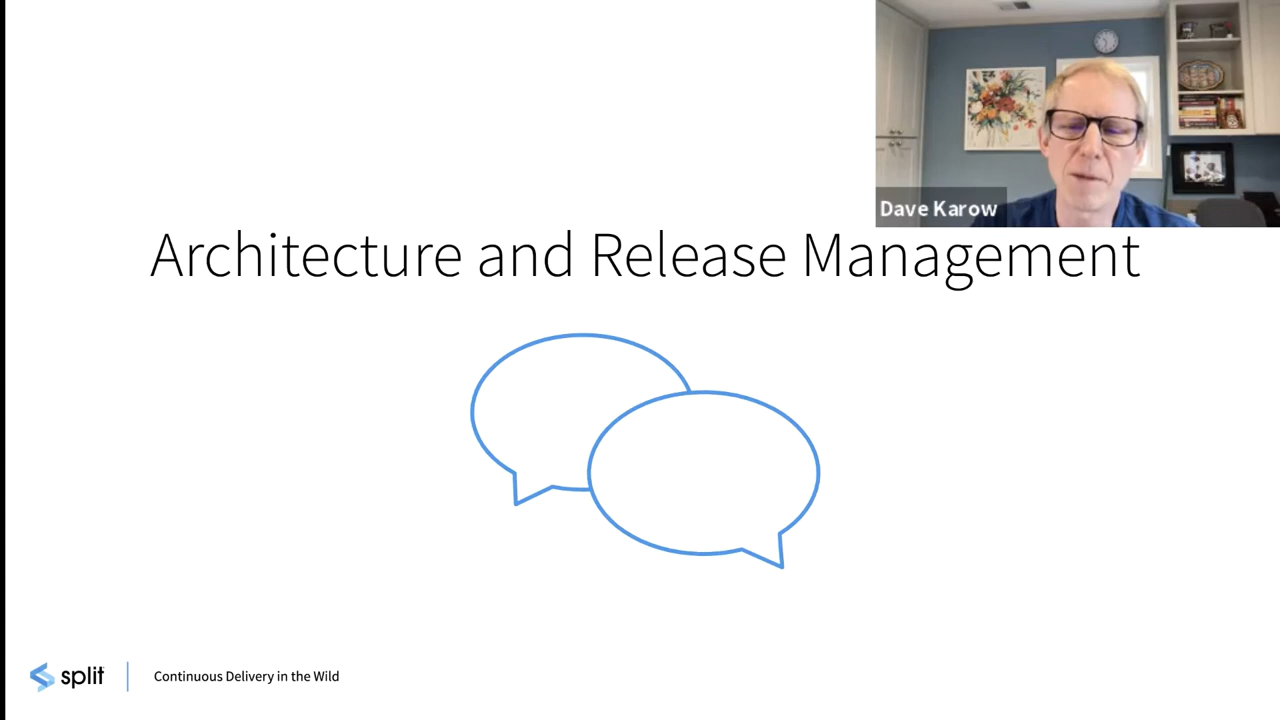 Dave Karow
Architecture and Release Management
split
Continuous Delivery in the Wild